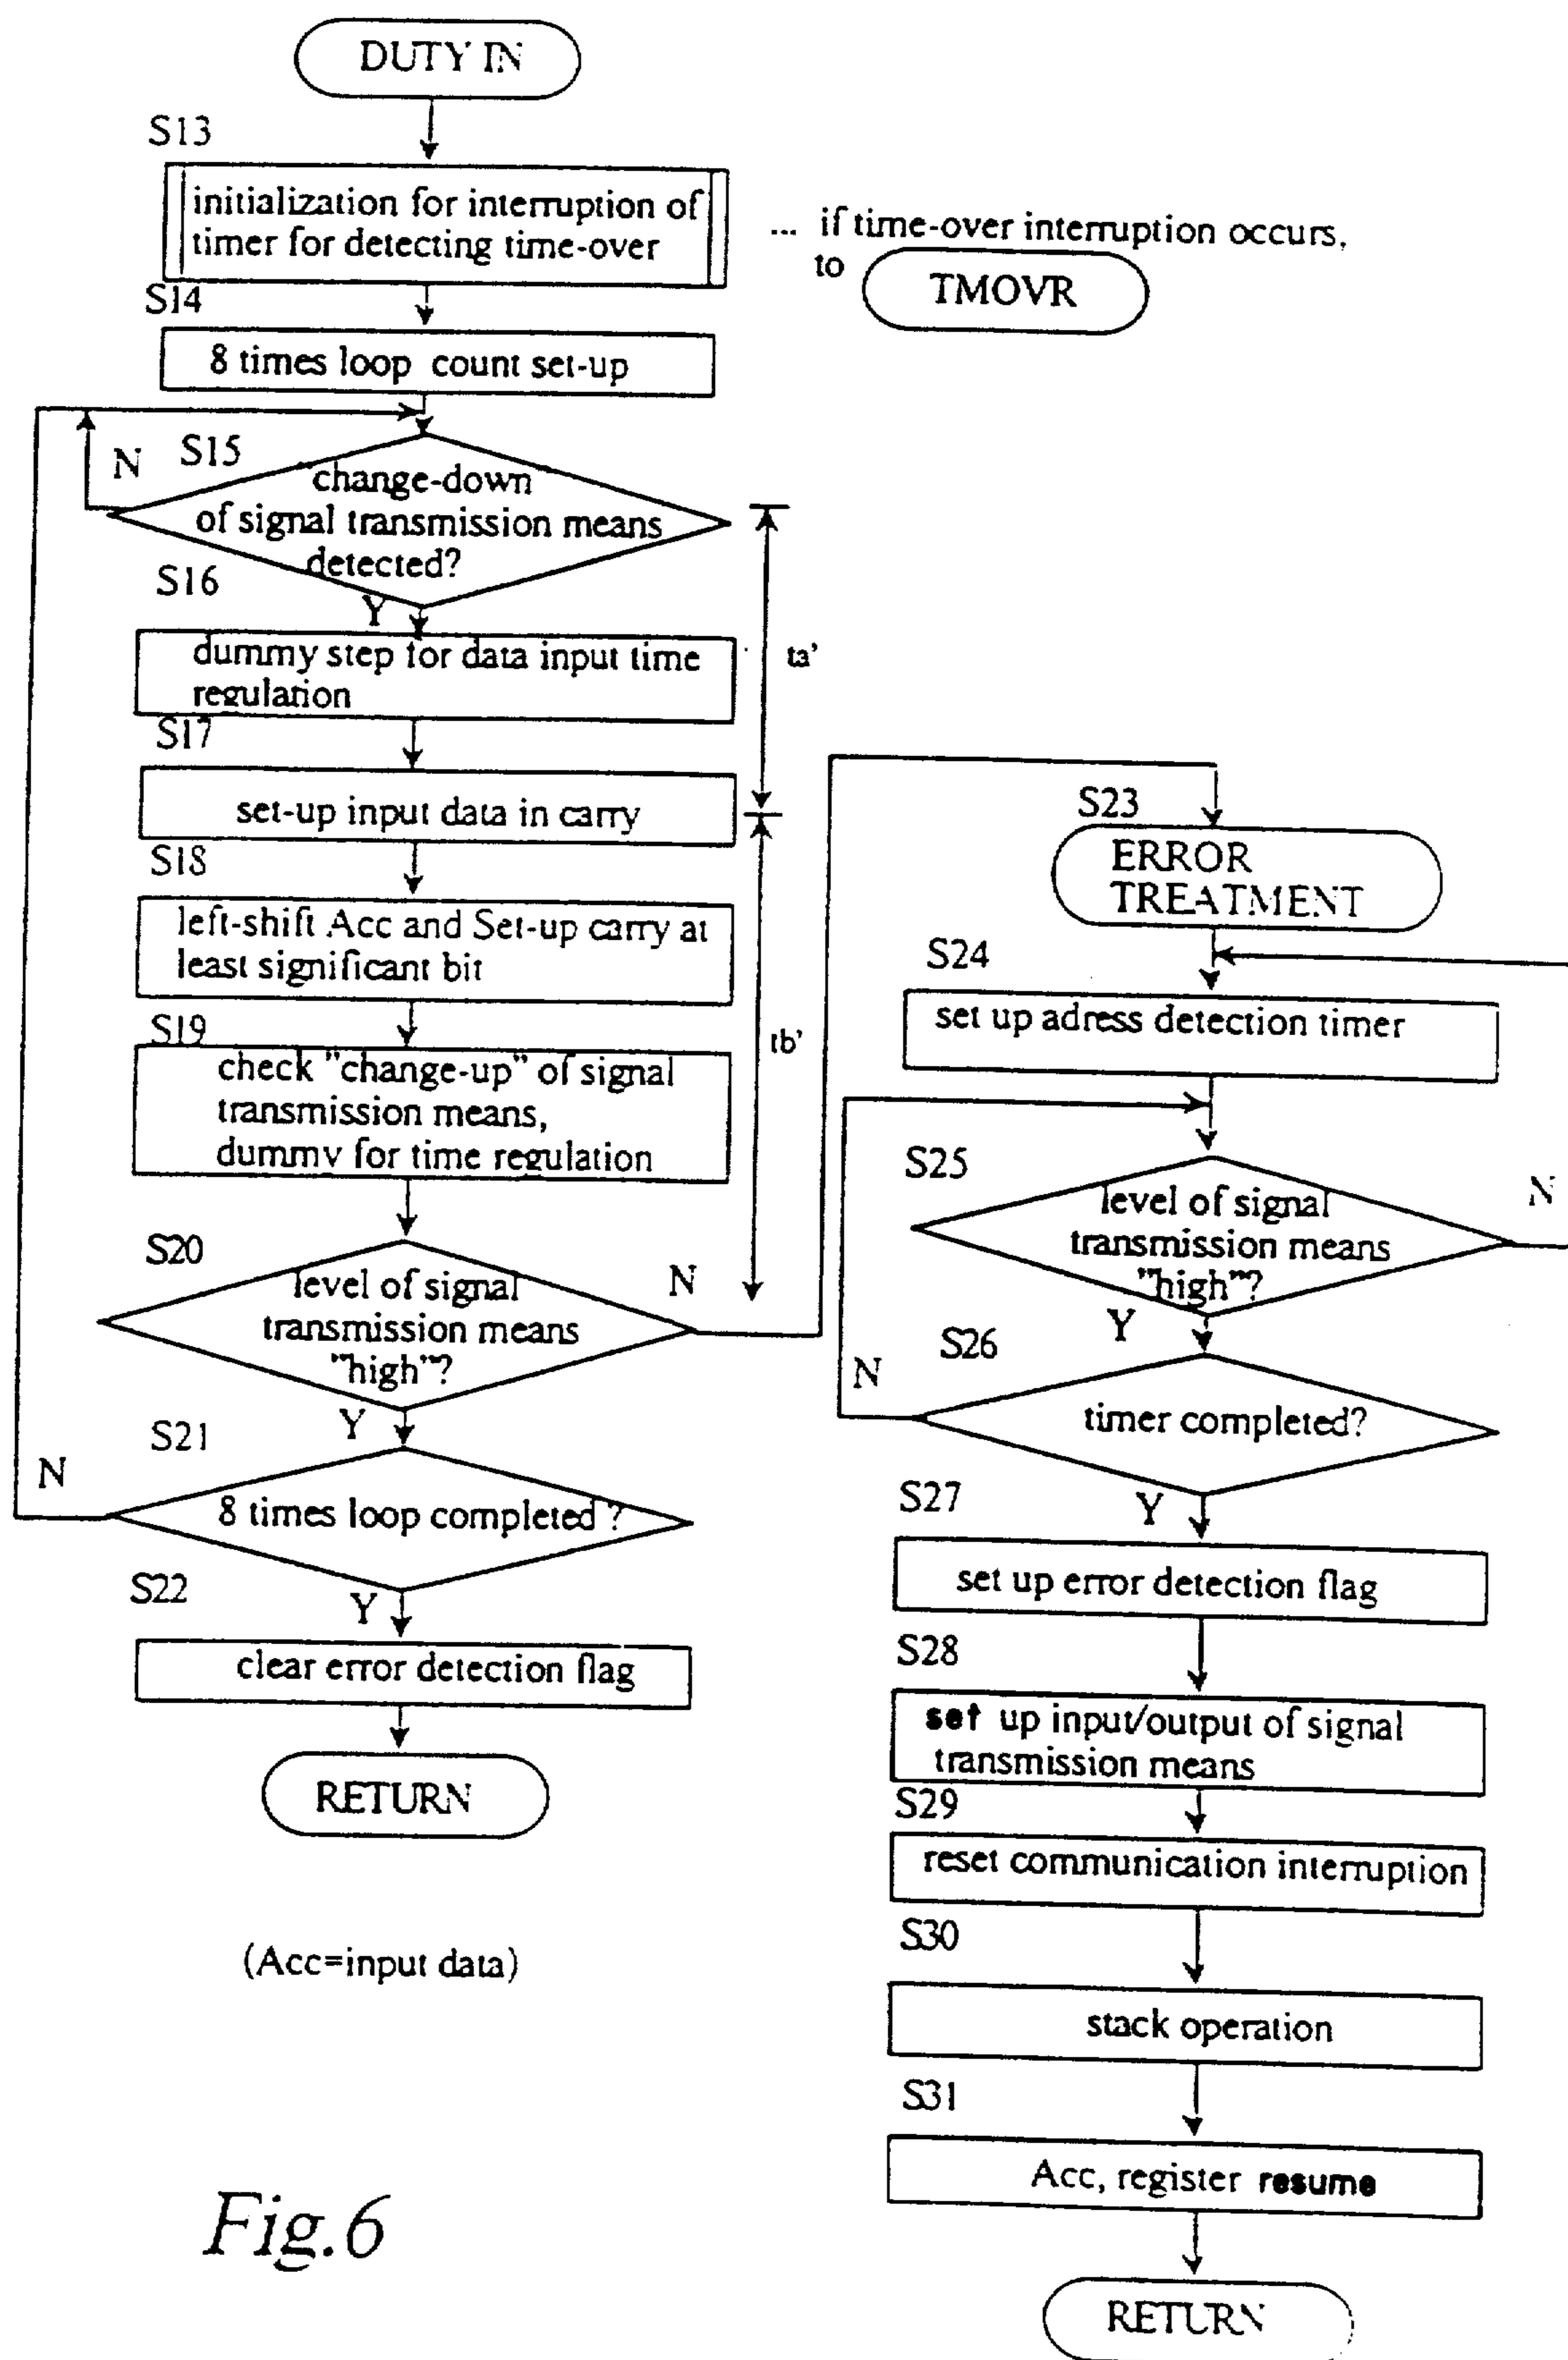 DUTY IN
S13
initialization for interruption of
timer for detecting time-over
... if time-over interruption occurs,
to
TMOVR
S14
8 times loop count set-up
S15
N
change-down
of signal transmission means
detected?
S16
Y
dummy step for data input time
regulation
ta'
S17
set-up input data in carry
S18
left-shift Acc and Set-up carry at
least significant bit
S19
check "change-up" of signal
transmission means,
dummy for time regulation
tb'
S20
level of signal
transmission means
"high"?
N
Y
S21
N
8 times loop completed ?
S22
Y
clear error detection flag
RETURN
(Acc=input data)
S23
ERROR
TREATMENT
S24
set up adress detection timer
S25
level of signal
transmission means
"high"?
N
Y
S26
N
timer completed?
S27
Y
set up error detection flag
S28
set up input/output of signal
transmission means
S29
reset communication interruption
S30
stack operation
S31
Acc, register resume
RETURN
Fig.6